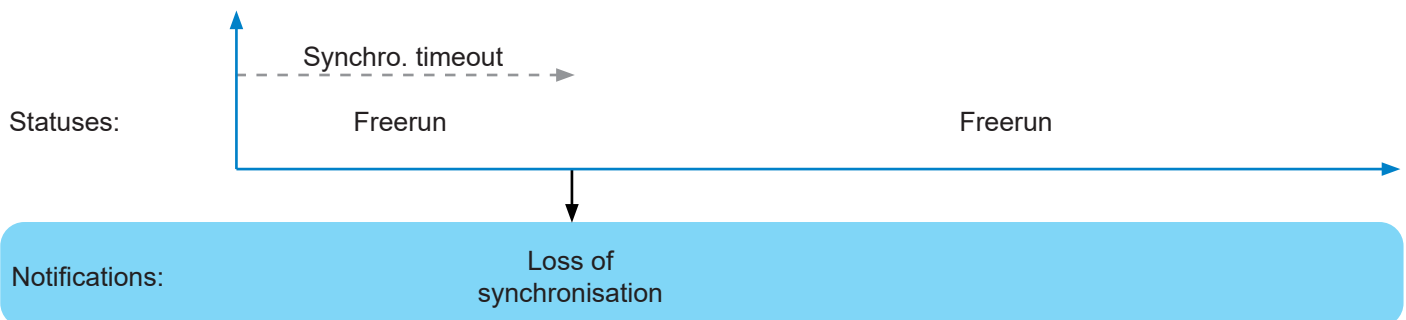 Synchro. timeout
Statuses:
Freerun
Freerun
Notifications:
Loss of
synchronisation